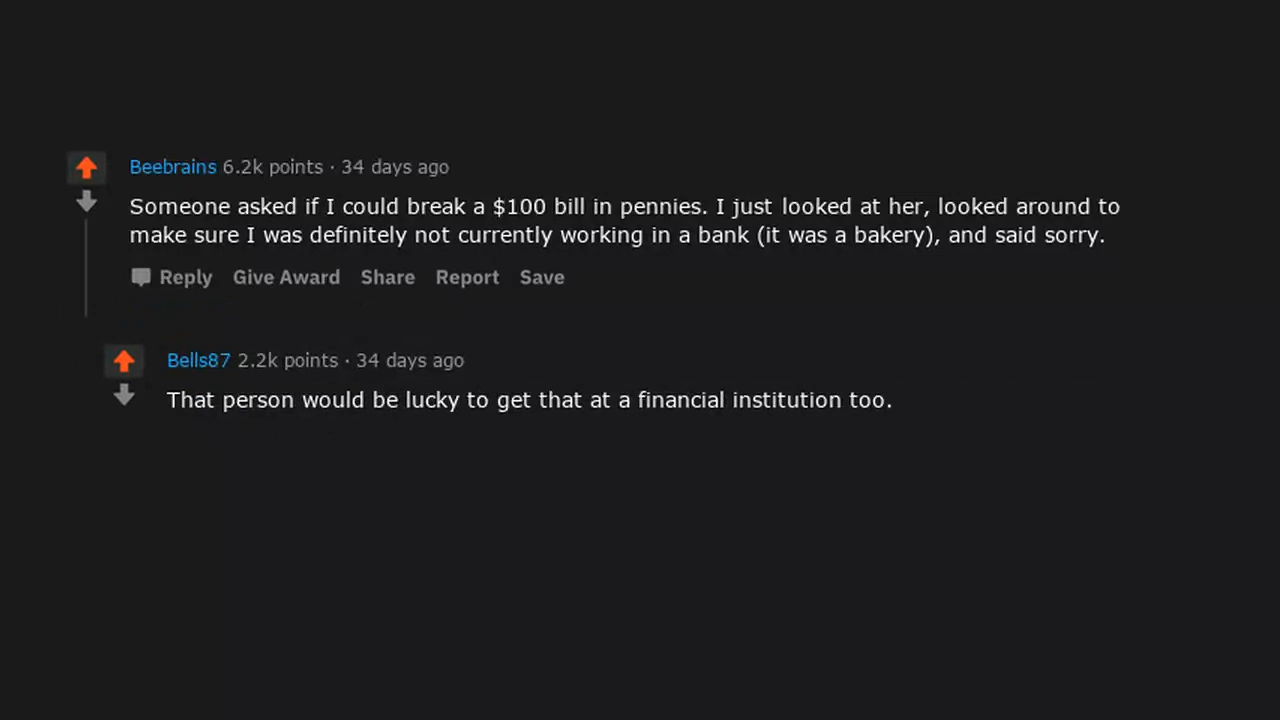 Beebrains 6.2k points · 34 days ago
Someone asked if I could break a $100 bill in pennies. I just looked at her, looked around to
make sure I was definitely not currently working in a bank (it was a bakery), and said sorry.
Reply Give Award Share Report Save
Bells87 2.2k points · 34 days ago
That person would be lucky to get that at a financial institution too.